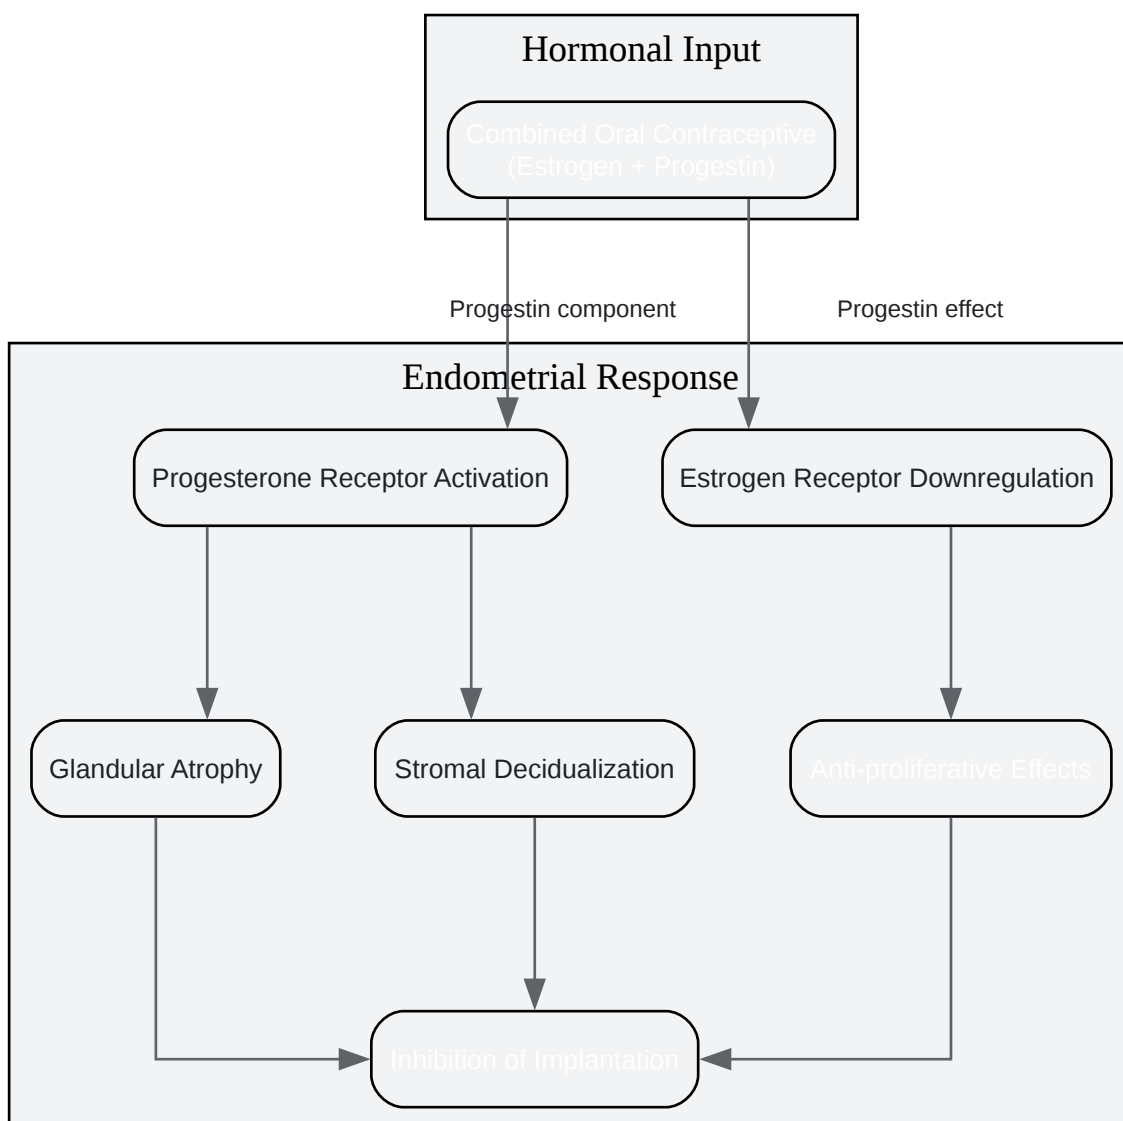 Hormonal Input
Combined Oral Contraceptive
(Estrogen + Progestin)
Progestin component
Progestin effect
Endometrial Response
Progesterone Receptor Activation
Estrogen Receptor Downregulation
Glandular Atrophy
Stromal Decidualization
Anti-proliferative Effects
Inhibition of Implantation